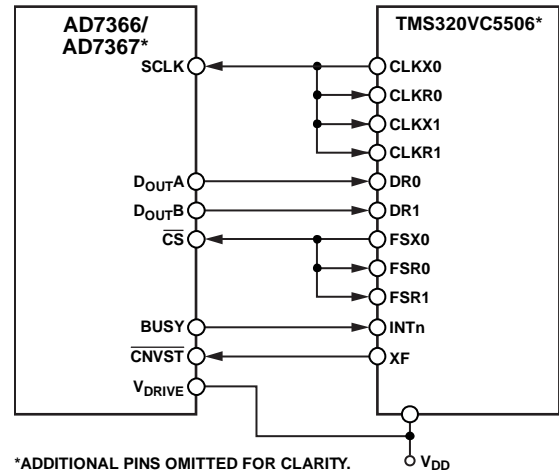 AD7366/
AD7367*
TMS320VC5506*
SCLK
CLKX0
CLKR0
CLKX1
CLKR1
DOUTA
DR0
DOUTB
DR1
CS
FSX0
FSR0
FSR1
BUSY
INTn
CNVST
XF
VDRIVE
*ADDITIONAL PINS OMITTED FOR CLARITY.
VDD